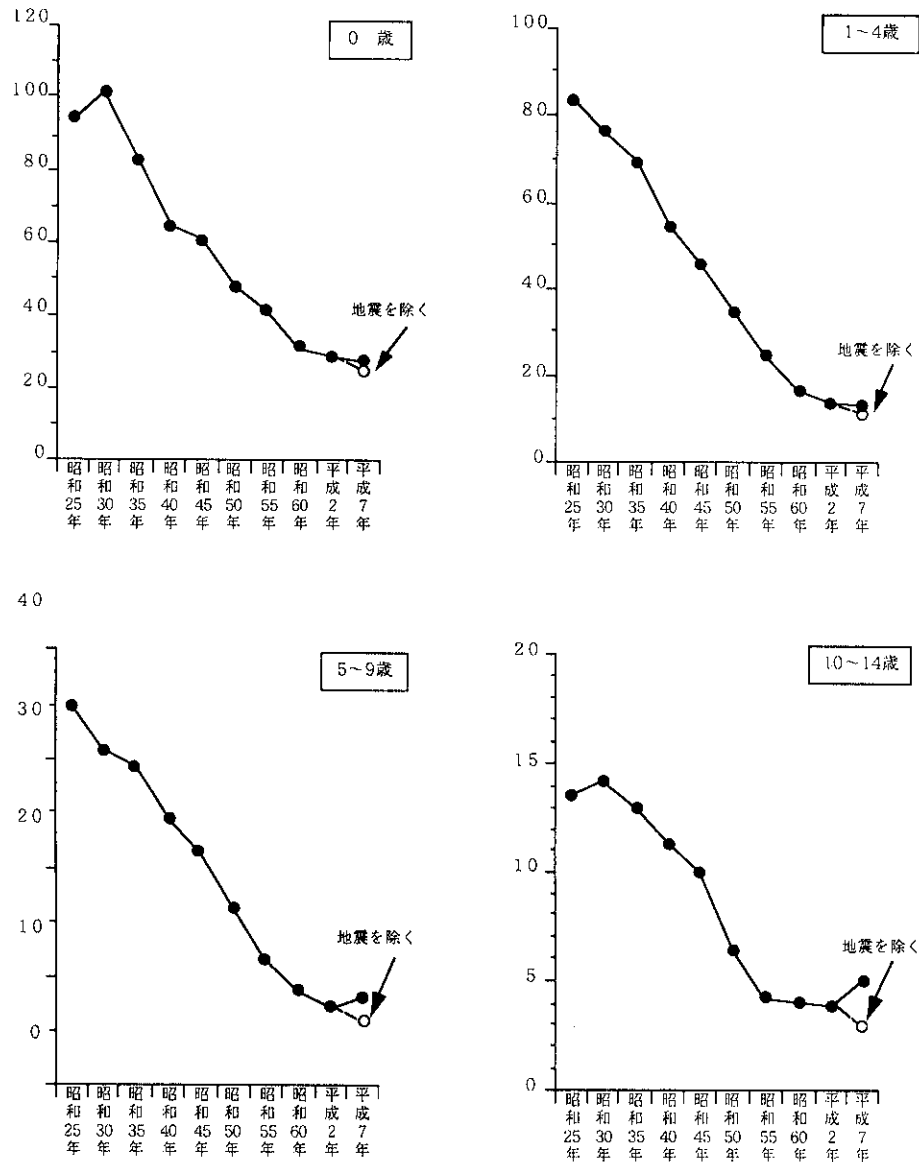 0 歳
120
100
80
60
40
20
0
地震を除く
昭和25年
昭和30年
昭和35年
昭和40年
昭和45年
昭和50年
昭和55年
昭和60年
平成2年
平成7年
1~4歳
100
80
60
40
20
0
地震を除く
昭和25年
昭和30年
昭和35年
昭和40年
昭和45年
昭和50年
昭和55年
昭和60年
平成2年
平成7年
5~9歳
40
30
20
10
0
地震を除く
昭和25年
昭和30年
昭和35年
昭和40年
昭和45年
昭和50年
昭和55年
昭和60年
平成2年
平成7年
10~14歳
20
15
10
5
0
地震を除く
昭和25年
昭和30年
昭和35年
昭和40年
昭和45年
昭和50年
昭和55年
昭和60年
平成2年
平成7年